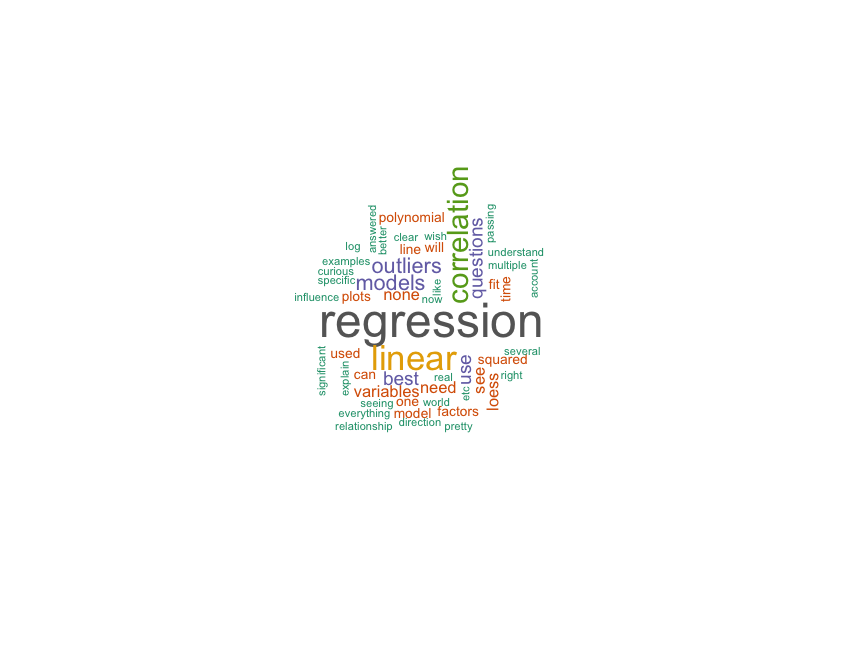 correlation
answered
polynomial
passing
better
clear
wish
questions
log
line
will
understand
examples
outliers
multiple
curious
specific
models
like
fit
time
account
influence
plots
none
now
regression
significant
used
linear
use
squared
several
explain
can
best
real
see
right
variables
need
etc
loess
seeing
one
world
everything
model
factors
relationship
direction
pretty